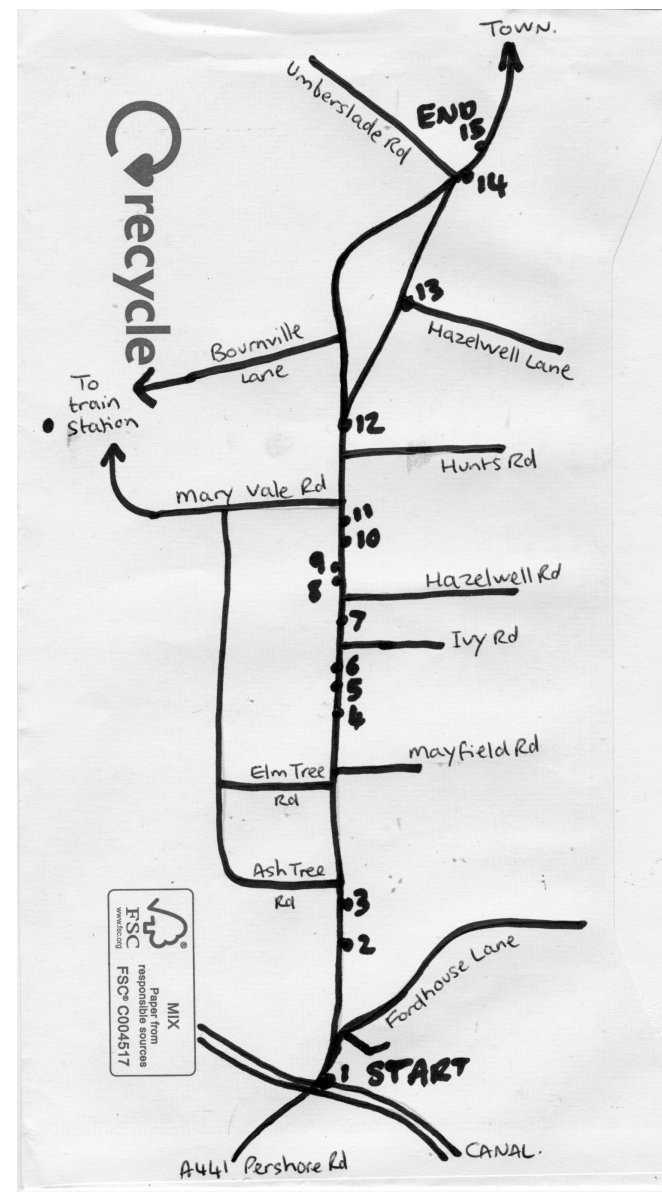 TOWN.
Umberslade Rd
END
15
14
13
Hazelwell Lane
Bournville
Lane
recycle
To
train
station
12
Hunts Rd
Mary Vale Rd
11
10
9
8
Hazelwell Rd
7
Ivy Rd
6
5
4
Mayfield Rd
Elm Tree
Rd
Ash Tree
Rd
3
2
Fordhouse Lane
1 START
CANAL.
A441 Pershore Rd
FSC®
www.fsc.org
MIX
Paper from
responsible sources
FSC® C004517